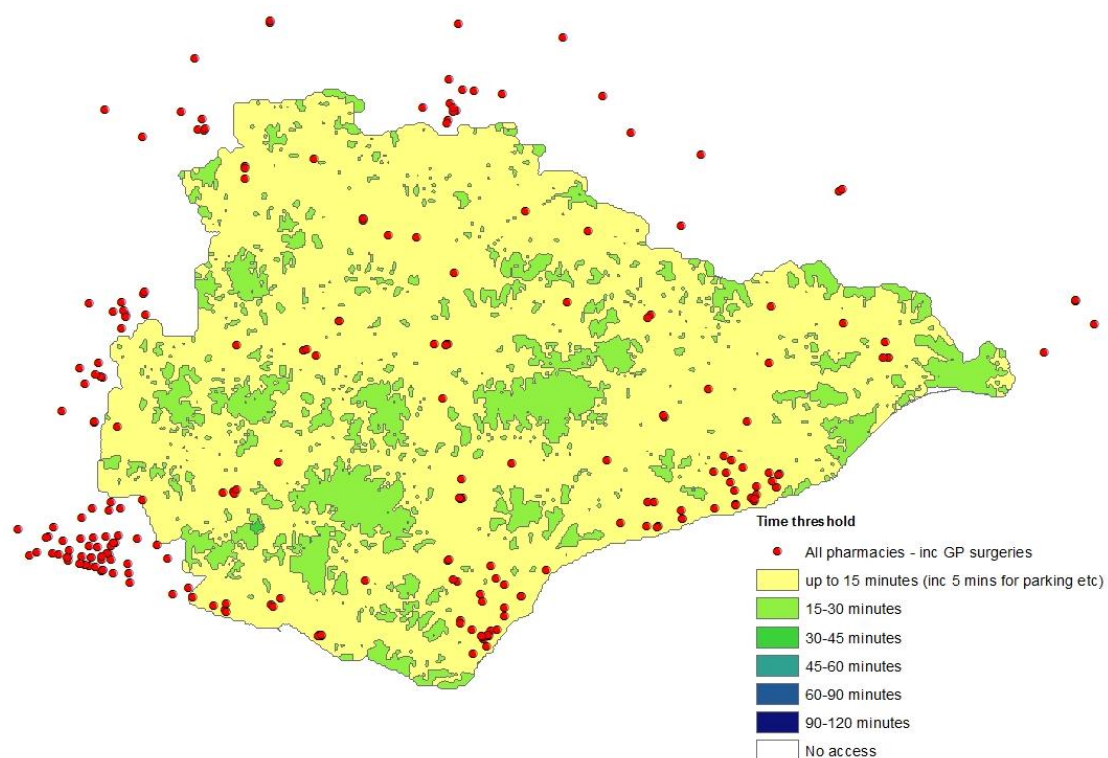 Time threshold
All pharmacies - inc GP surgeries
up to 15 minutes (inc 5 mins for parking etc)
15-30 minutes
30-45 minutes
45-60 minutes
60-90 minutes
90-120 minutes
No access